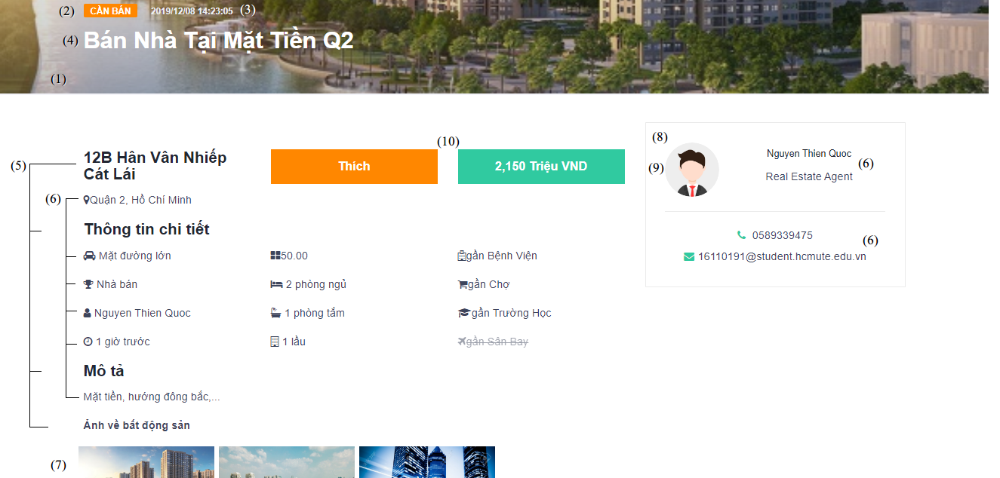 (2) CẦN BÁN 2019/12/08 14:23:05 (3)
(4) Bán Nhà Tại Mặt Tiền Q2
(1)
(5) 12B Hân Vân Nhiếp
Cát Lái
(10)
Thích
2,150 Triệu VND
(6) Quận 2, Hồ Chí Minh
Thông tin chi tiết
Mặt đường lớn 50.00 gần Bệnh Viện
Nhà bán 2 phòng ngủ gần Chợ
Nguyen Thien Quoc 1 phòng tắm gần Trường Học
1 giờ trước 1 lầu gần Sân Bay
Mô tả
Mặt tiền, hướng đông bắc,...
Ảnh về bất động sản
(7)
(8)
(9)
Nguyen Thien Quoc
(6)
Real Estate Agent
0589339475
(6)
16110191@student.hcmute.edu.vn